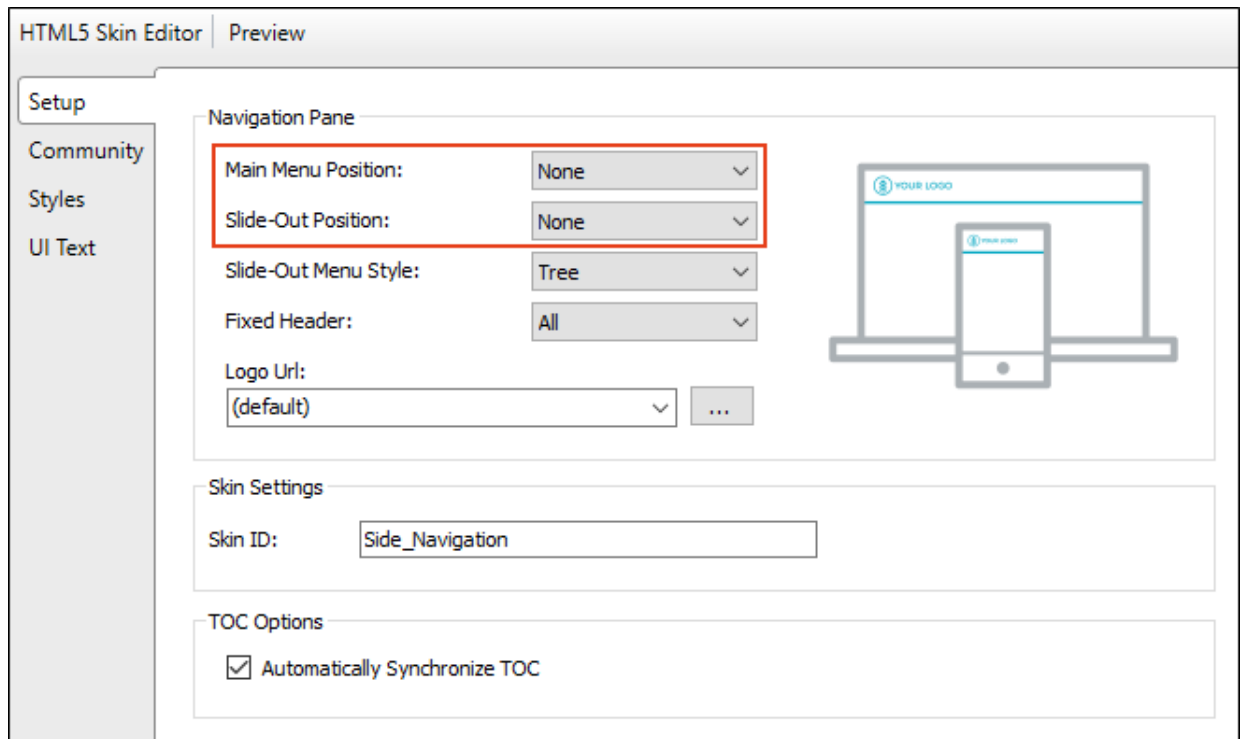 HTML5 Skin Editor Preview
Setup
Community
Styles
UI Text
Navigation Pane
Main Menu Position: None
Slide-Out Position: None
Slide-Out Menu Style: Tree
Fixed Header: All
Logo Url:
(default) ...
YOUR LOGO
YOUR LOGO
Skin Settings
Skin ID: Side_Navigation
TOC Options
Automatically Synchronize TOC